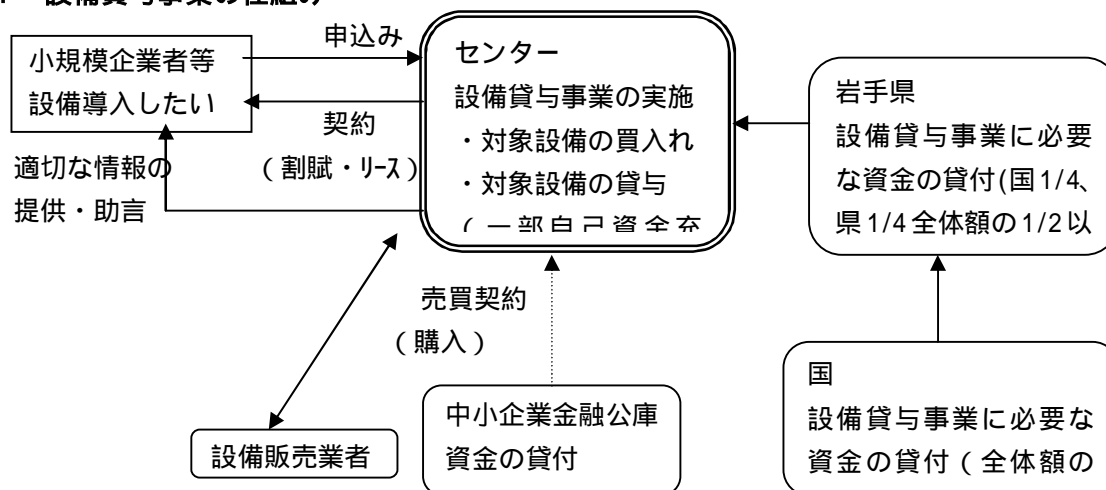 設備貸与事業の仕組み
申込み
小規模企業者等
設備導入したい
契約
（割賦・ﾘｰｽ）
適切な情報の
提供・助言
センター
設備貸与事業の実施
・対象設備の買入れ
・対象設備の貸与
（一部自己資金充
岩手県
設備貸与事業に必要
な資金の貸付(国1/4、
県1/4全体額の1/2以
売買契約
（購入）
設備販売業者
中小企業金融公庫
資金の貸付
国
設備貸与事業に必要な
資金の貸付（全体額の